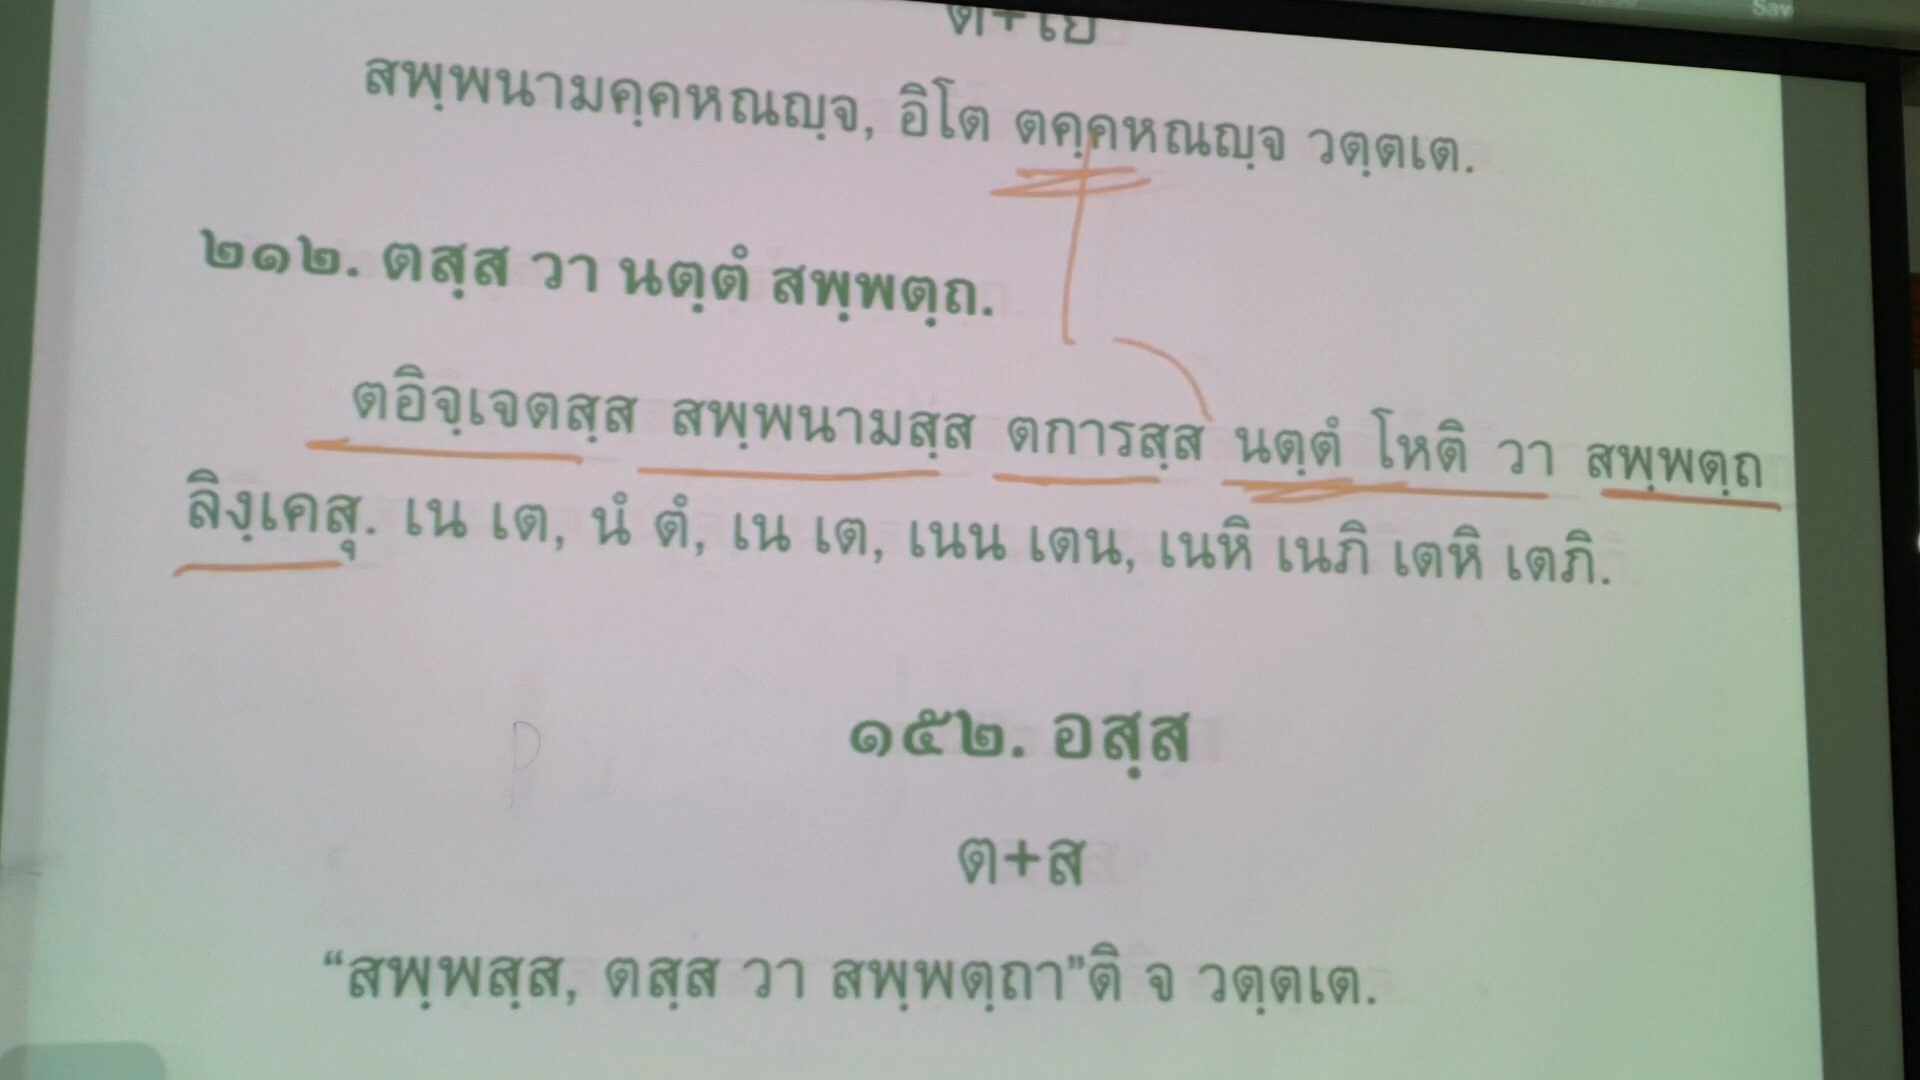 Sav
ต+โย
สพฺพนามคฺคหณญฺจ, อิโต ตคฺคหณญฺจ วตฺตเต.
๒๑๒. ตสฺส วา นตฺตํ สพฺพตฺถ.
ตอิจฺเจตสฺส สพฺพนามสฺส ตการสฺส นตฺตํ โหติ วา สพฺพตฺถ
ลิงฺเคสุ. เน เต, นํ ตํ, เน เต, เนน เตน, เนหิ เนภิ เตหิ เตภิ.
๑๕๒. อสฺส
ต+ส
“สพฺพสฺส, ตสฺส วา สพฺพตฺถา”ติ จ วตฺตเต.